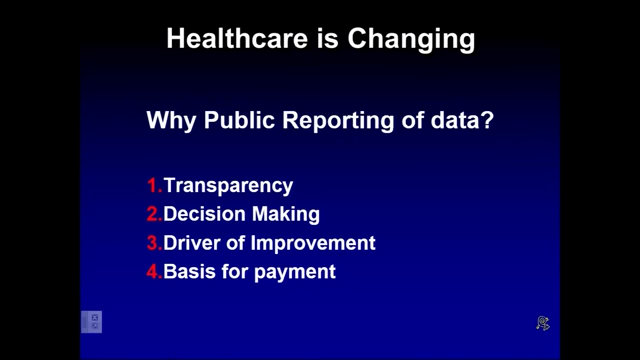 Healthcare is Changing
Why Public Reporting of data?
1.Transparency
2.Decision Making
3.Driver of Improvement
4.Basis for payment